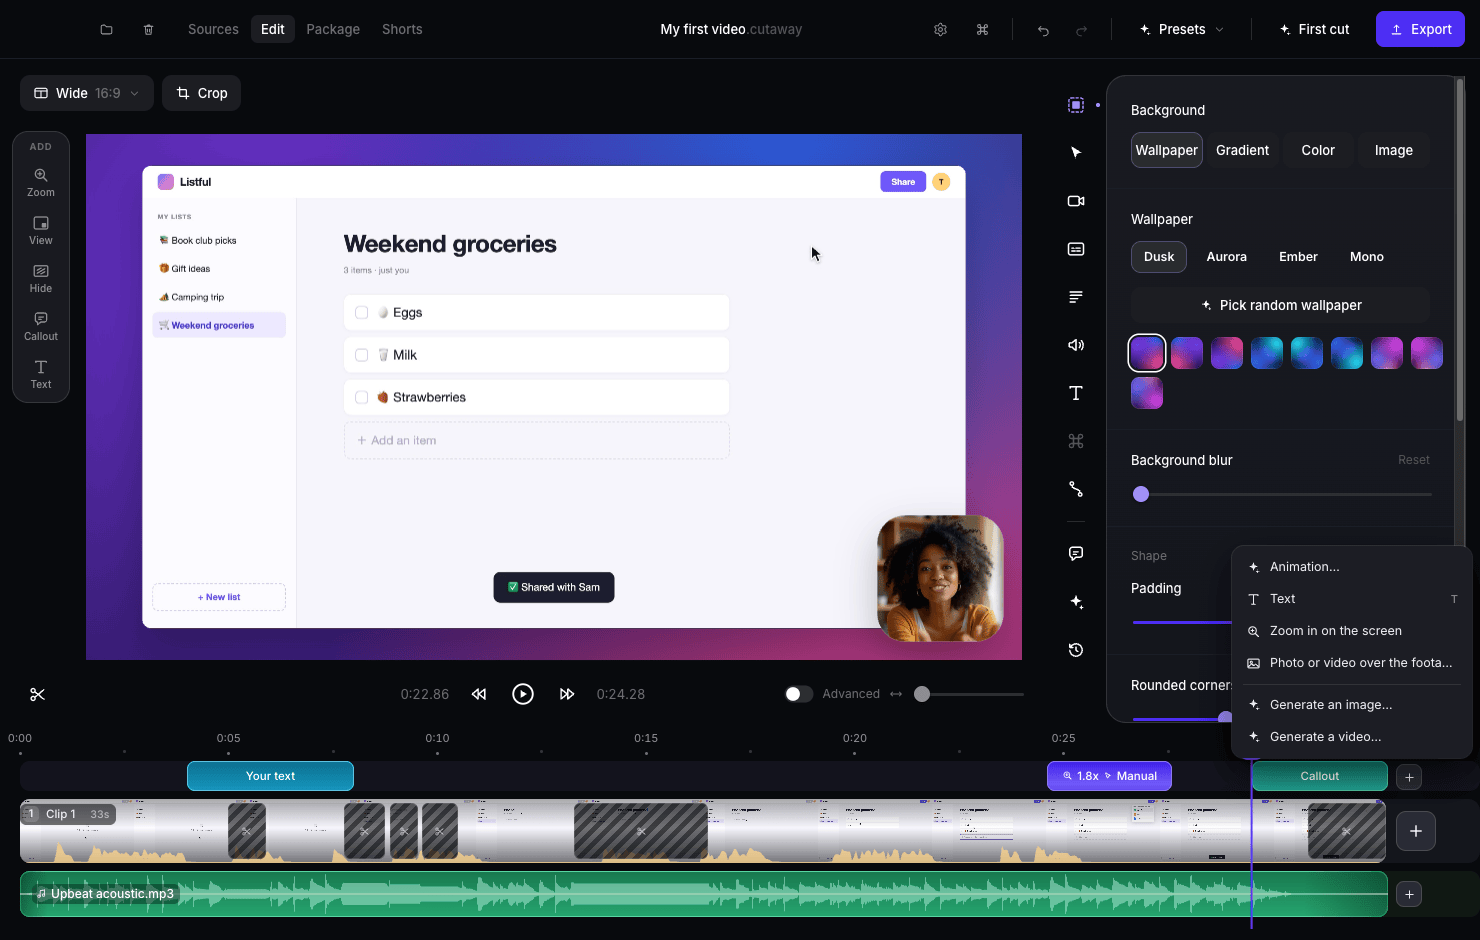 Sources Edit Package Shorts
My first video.cutaway
Presets First cut Export
Wide 16:9 Crop
ADD
Zoom
View
Hide
Callout
Text
Listful
Share T
MY LISTS
Book club picks
Gift ideas
Camping trip
Weekend groceries
+ New list
Weekend groceries
3 items · just you
Eggs
Milk
Strawberries
+ Add an item
Shared with Sam
Background
Wallpaper Gradient Color Image
Wallpaper
Dusk Aurora Ember Mono
Pick random wallpaper
Background blur Reset
Shape
Padding
Rounded corners
Animation...
Text T
Zoom in on the screen
Photo or video over the foota...
Generate an image...
Generate a video...
0:22.86 0:24.28 Advanced
0:00 0:05 0:10 0:15 0:20 0:25
Your text 1.8x Manual Callout +
1 Clip 1 33s +
Upbeat acoustic.mp3 +